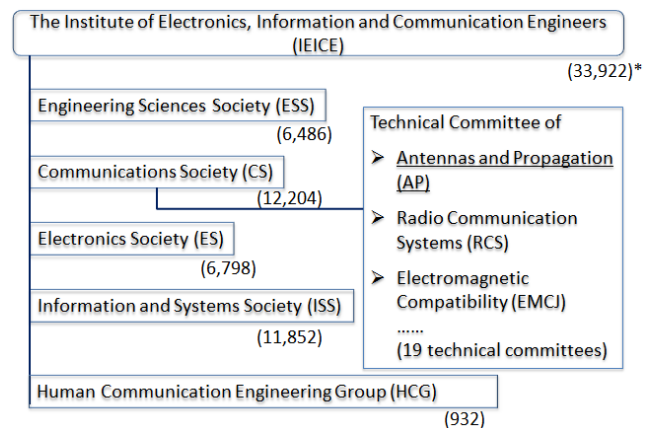 The Institute of Electronics, Information and Communication Engineers
(IEICE)
(33,922)*
Engineering Sciences Society (ESS)
(6,486)
Communications Society (CS)
(12,204)
Electronics Society (ES)
(6,798)
Information and Systems Society (ISS)
(11,852)
Human Communication Engineering Group (HCG)
(932)
Technical Committee of
➢ Antennas and Propagation
(AP)
➢ Radio Communication
Systems (RCS)
➢ Electromagnetic
Compatibility (EMCJ)
......
(19 technical committees)